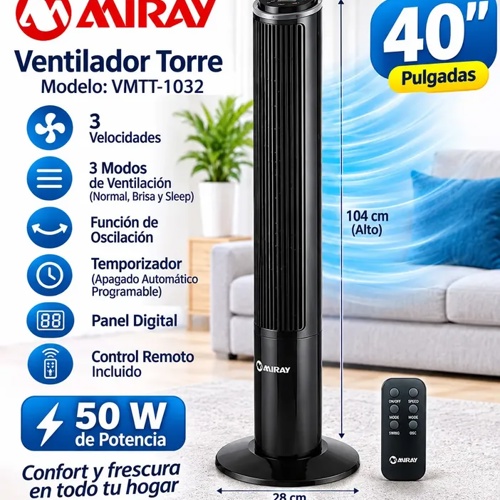 MIRAY
40"
Pulgadas
Ventilador Torre
Modelo: VMTT-1032
3
Velocidades
3 Modos
de Ventilación
(Normal, Brisa y Sleep)
Función de
Oscilación
Temporizador
(Apagado Automático
Programable)
88
Panel Digital
Control Remoto
Incluido
50 W
de Potencia
Confort y frescura
en todo tu hogar
104 cm
(Alto)
MIRAY
28 cm
ON/OFF SPEED
MODE MODE
SWING
MIRAY